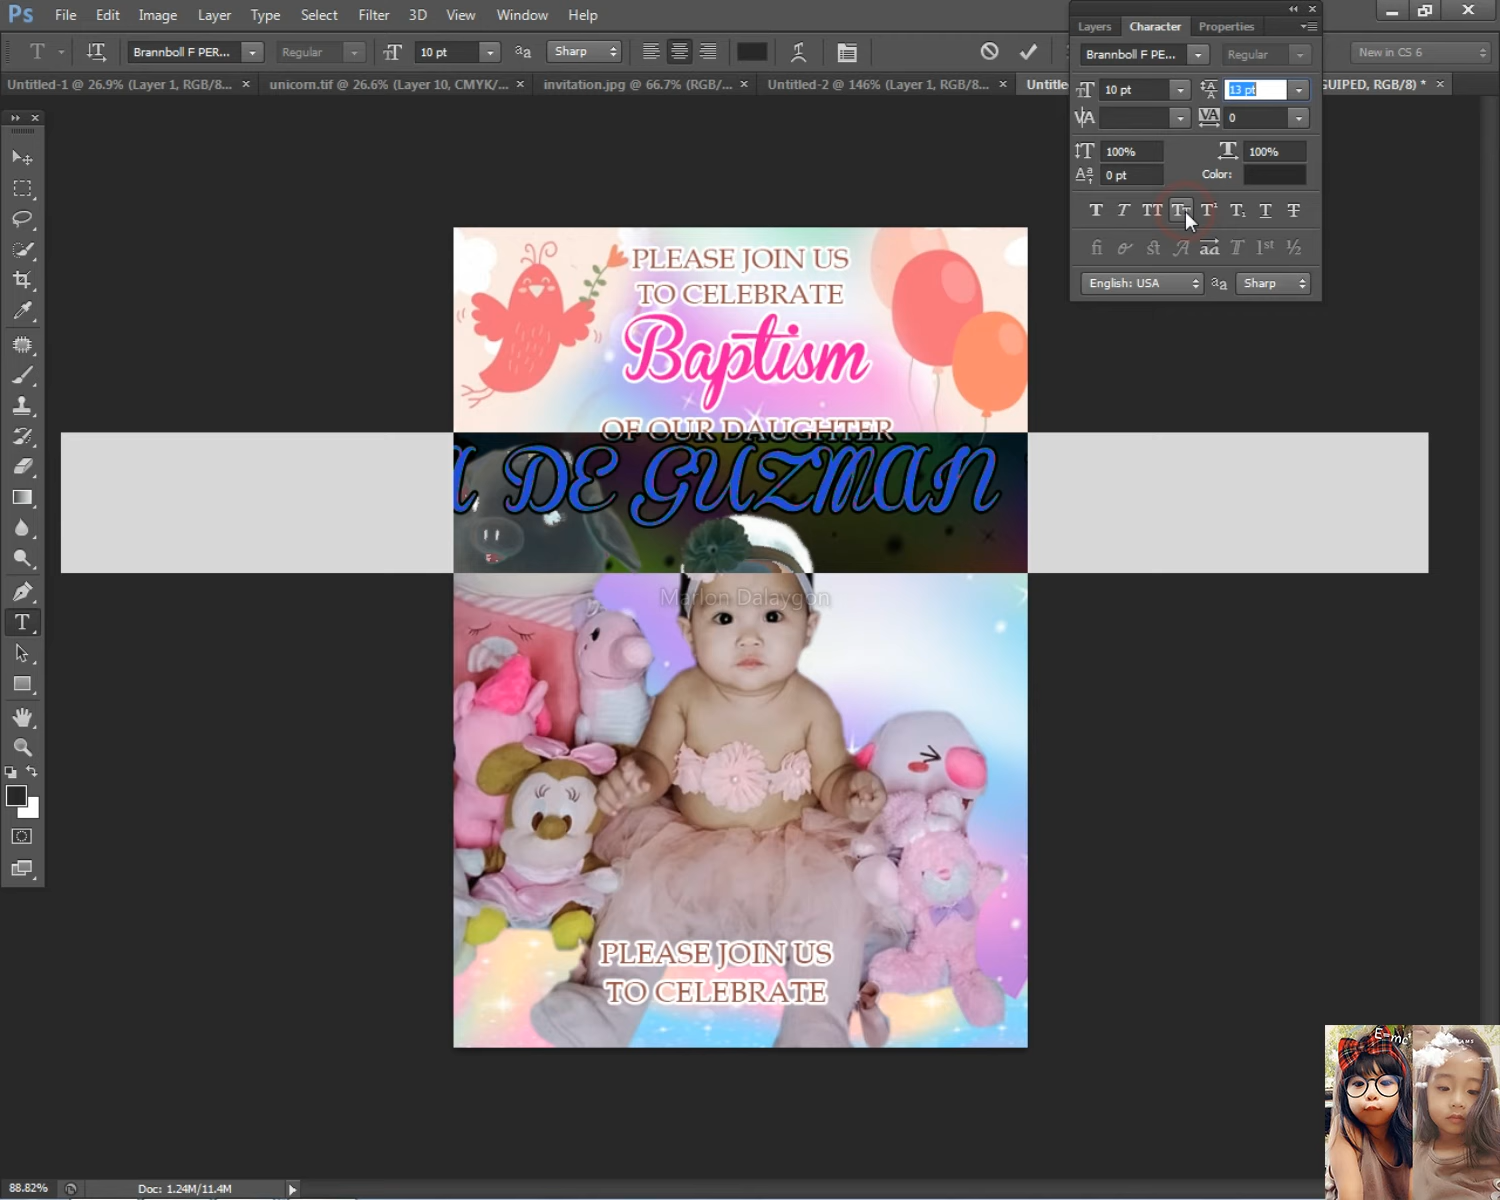 Ps File Edit Image Layer Type Select Filter 3D View Window Help
Brannboll F PER... Regular 10 pt Sharp New in CS 6
Untitled-1 @ 26.9% (Layer 1, RGB/8... × unicorn.tif @ 26.6% (Layer 10, CMYK/... × invitation.jpg @ 66.7% (RGB/... × Untitled-2 @ 146% (Layer 1, RGB/8... × Untitle GUIPED, RGB/8) * ×
Layers Character Properties
Brannboll F PE... Regular
10 pt 13 pt
0
100% 100%
0 pt Color:
English: USA Sharp
PLEASE JOIN US
TO CELEBRATE
Baptism
OF OUR DAUGHTER
A DE GUZMAN
Marlon Dalaygon
PLEASE JOIN US
TO CELEBRATE
88.82% Doc: 1.24M/11.4M